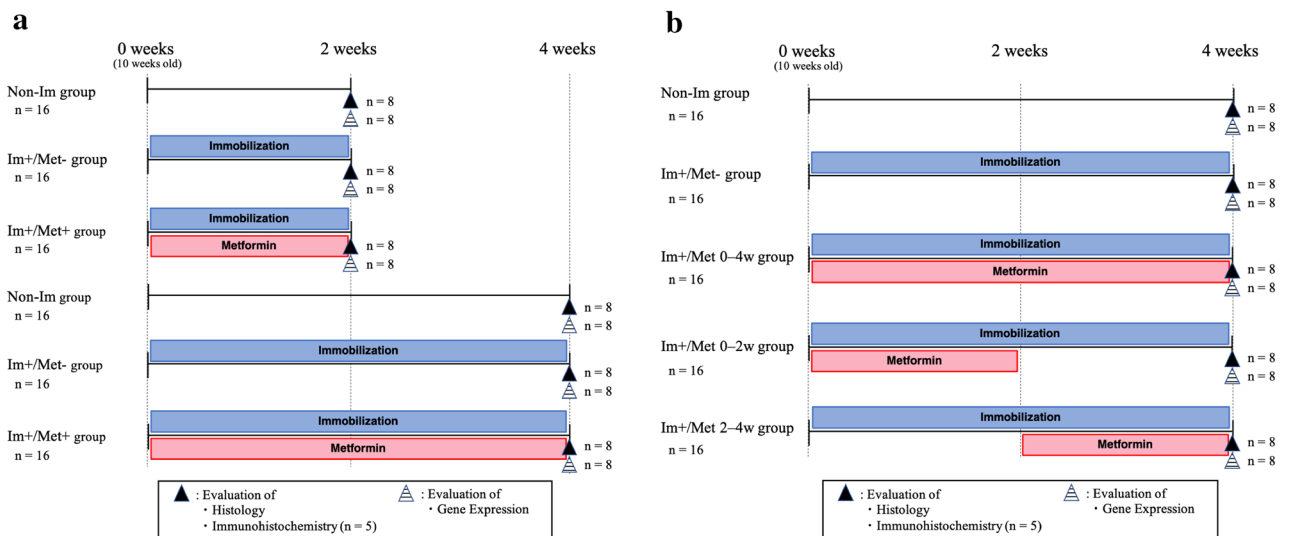 a
0 weeks
(10 weeks old)
2 weeks
4 weeks
Non-Im group
n = 16
n = 8
n = 8
Im+/Met- group
n = 16
Immobilization
n = 8
n = 8
Im+/Met+ group
n = 16
Immobilization
Metformin
n = 8
n = 8
Non-Im group
n = 16
n = 8
n = 8
Im+/Met- group
n = 16
Immobilization
n = 8
n = 8
Im+/Met+ group
n = 16
Immobilization
Metformin
n = 8
n = 8
: Evaluation of
・Histology
・Immunohistochemistry (n = 5)
: Evaluation of
・Gene Expression
b
0 weeks
(10 weeks old)
2 weeks
4 weeks
Non-Im group
n = 16
n = 8
n = 8
Im+/Met- group
n = 16
Immobilization
n = 8
n = 8
Im+/Met 0–4w group
n = 16
Immobilization
Metformin
n = 8
n = 8
Im+/Met 0–2w group
n = 16
Immobilization
Metformin
n = 8
n = 8
Im+/Met 2–4w group
n = 16
Immobilization
Metformin
n = 8
n = 8
: Evaluation of
・Histology
・Immunohistochemistry (n = 5)
: Evaluation of
・Gene Expression